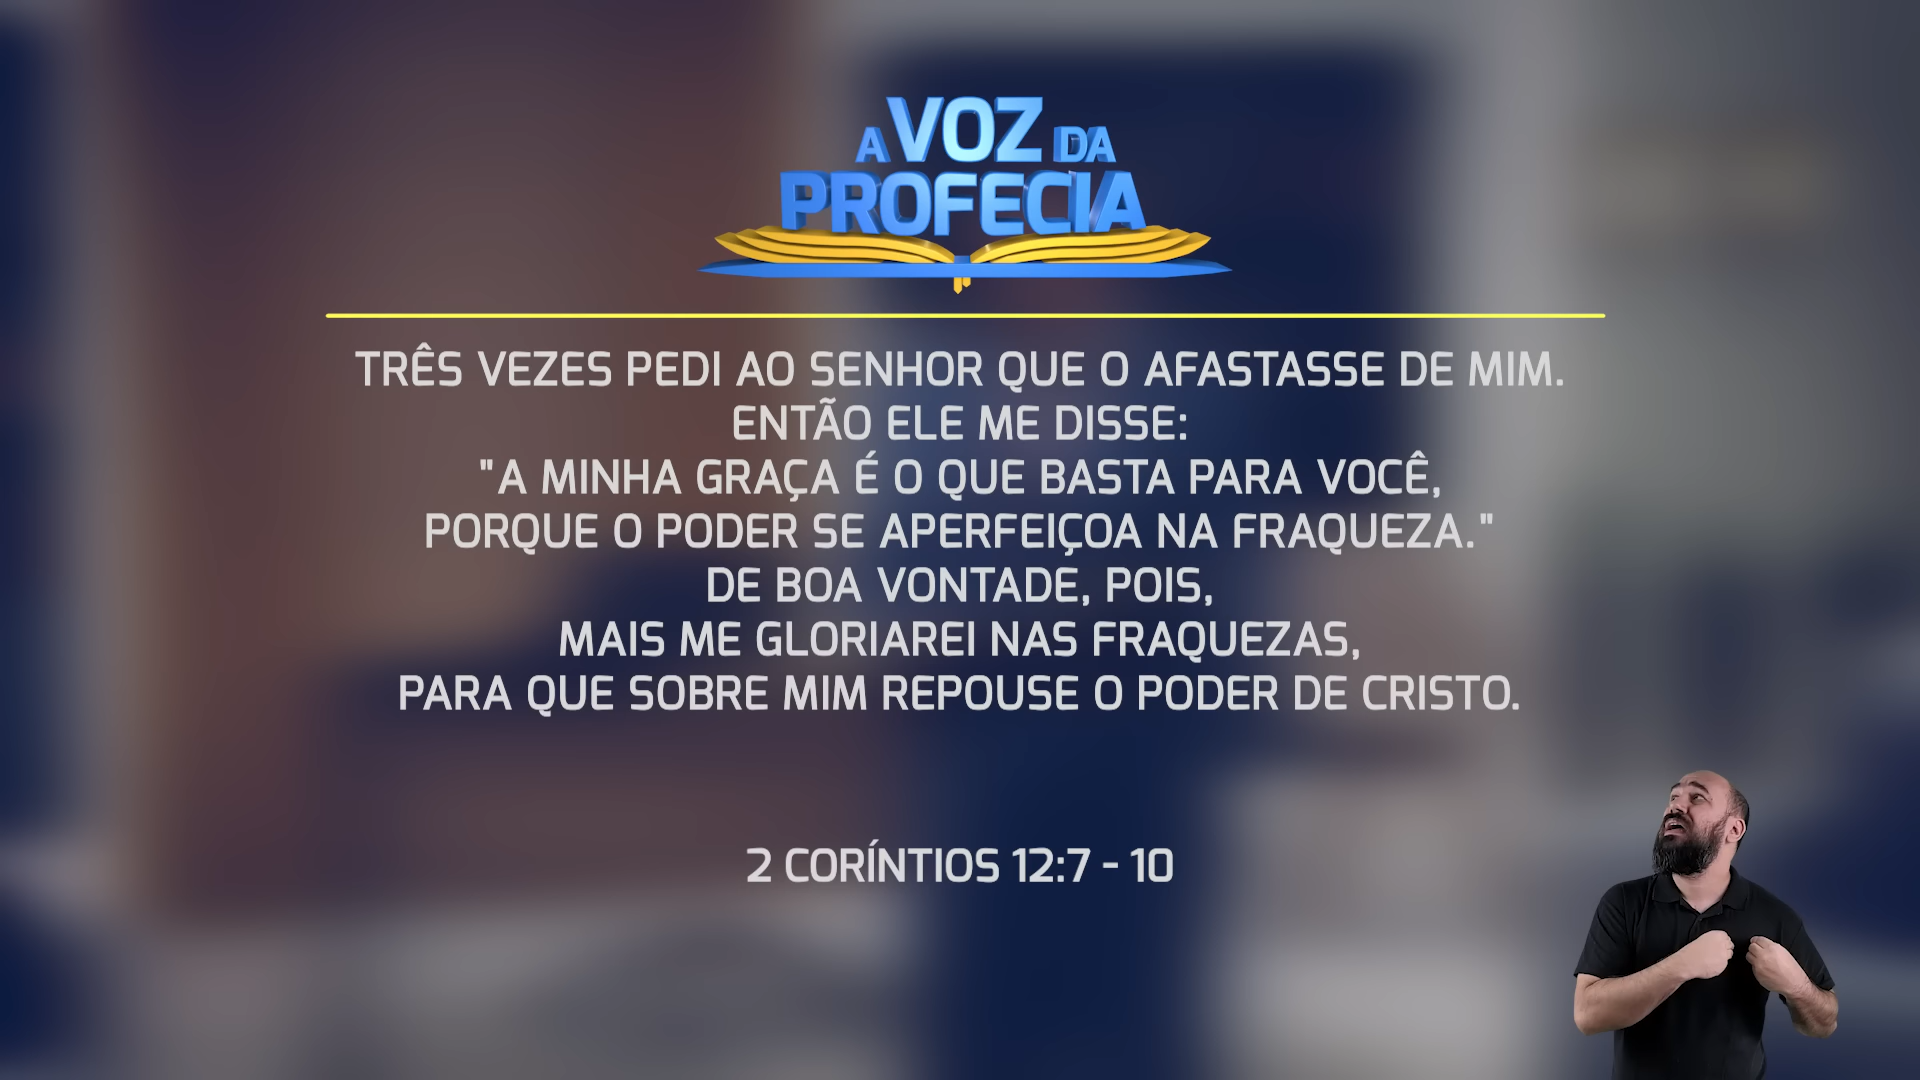 A VOZ DA
PROFECIA
TRÊS VEZES PEDI AO SENHOR QUE O AFASTASSE DE MIM.
ENTÃO ELE ME DISSE:
"A MINHA GRAÇA É O QUE BASTA PARA VOCÊ,
PORQUE O PODER SE APERFEIÇOA NA FRAQUEZA."
DE BOA VONTADE, POIS,
MAIS ME GLORIAREI NAS FRAQUEZAS,
PARA QUE SOBRE MIM REPOUSE O PODER DE CRISTO.
2 CORÍNTIOS 12:7 - 10